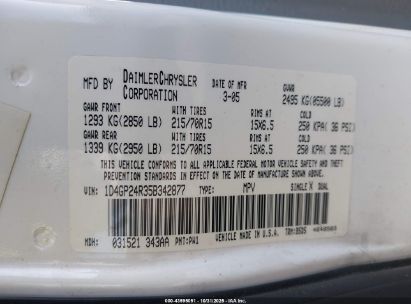 MFD BY DAIMLERCHRYSLER CORPORATION DATE OF MFR 3-05 GVWR 2495 KG(05500 LB)
GAWR FRONT WITH TIRES RIMS AT COLD
1293 KG(2850 LB) 215/70R15 15X6.5 250 KPA( 36 PSI)
GAWR REAR WITH TIRES RIMS AT COLD
1339 KG(2950 LB) 215/70R15 15X6.5 250 KPA( 36 PSI)
THIS VEHICLE CONFORMS TO ALL APPLICABLE FEDERAL MOTOR VEHICLE
SAFETY, BUMPER, AND THEFT PREVENTION STANDARDS IN EFFECT ON THE DATE OF MANUFACTURE SHOWN ABOVE.
VIN: 1D4GP24R35B342877 TYPE: MPV SINGLE X DUAL
MDH: 031521 343AA PNT: PW1 VEHICLE MADE IN U.S.A.